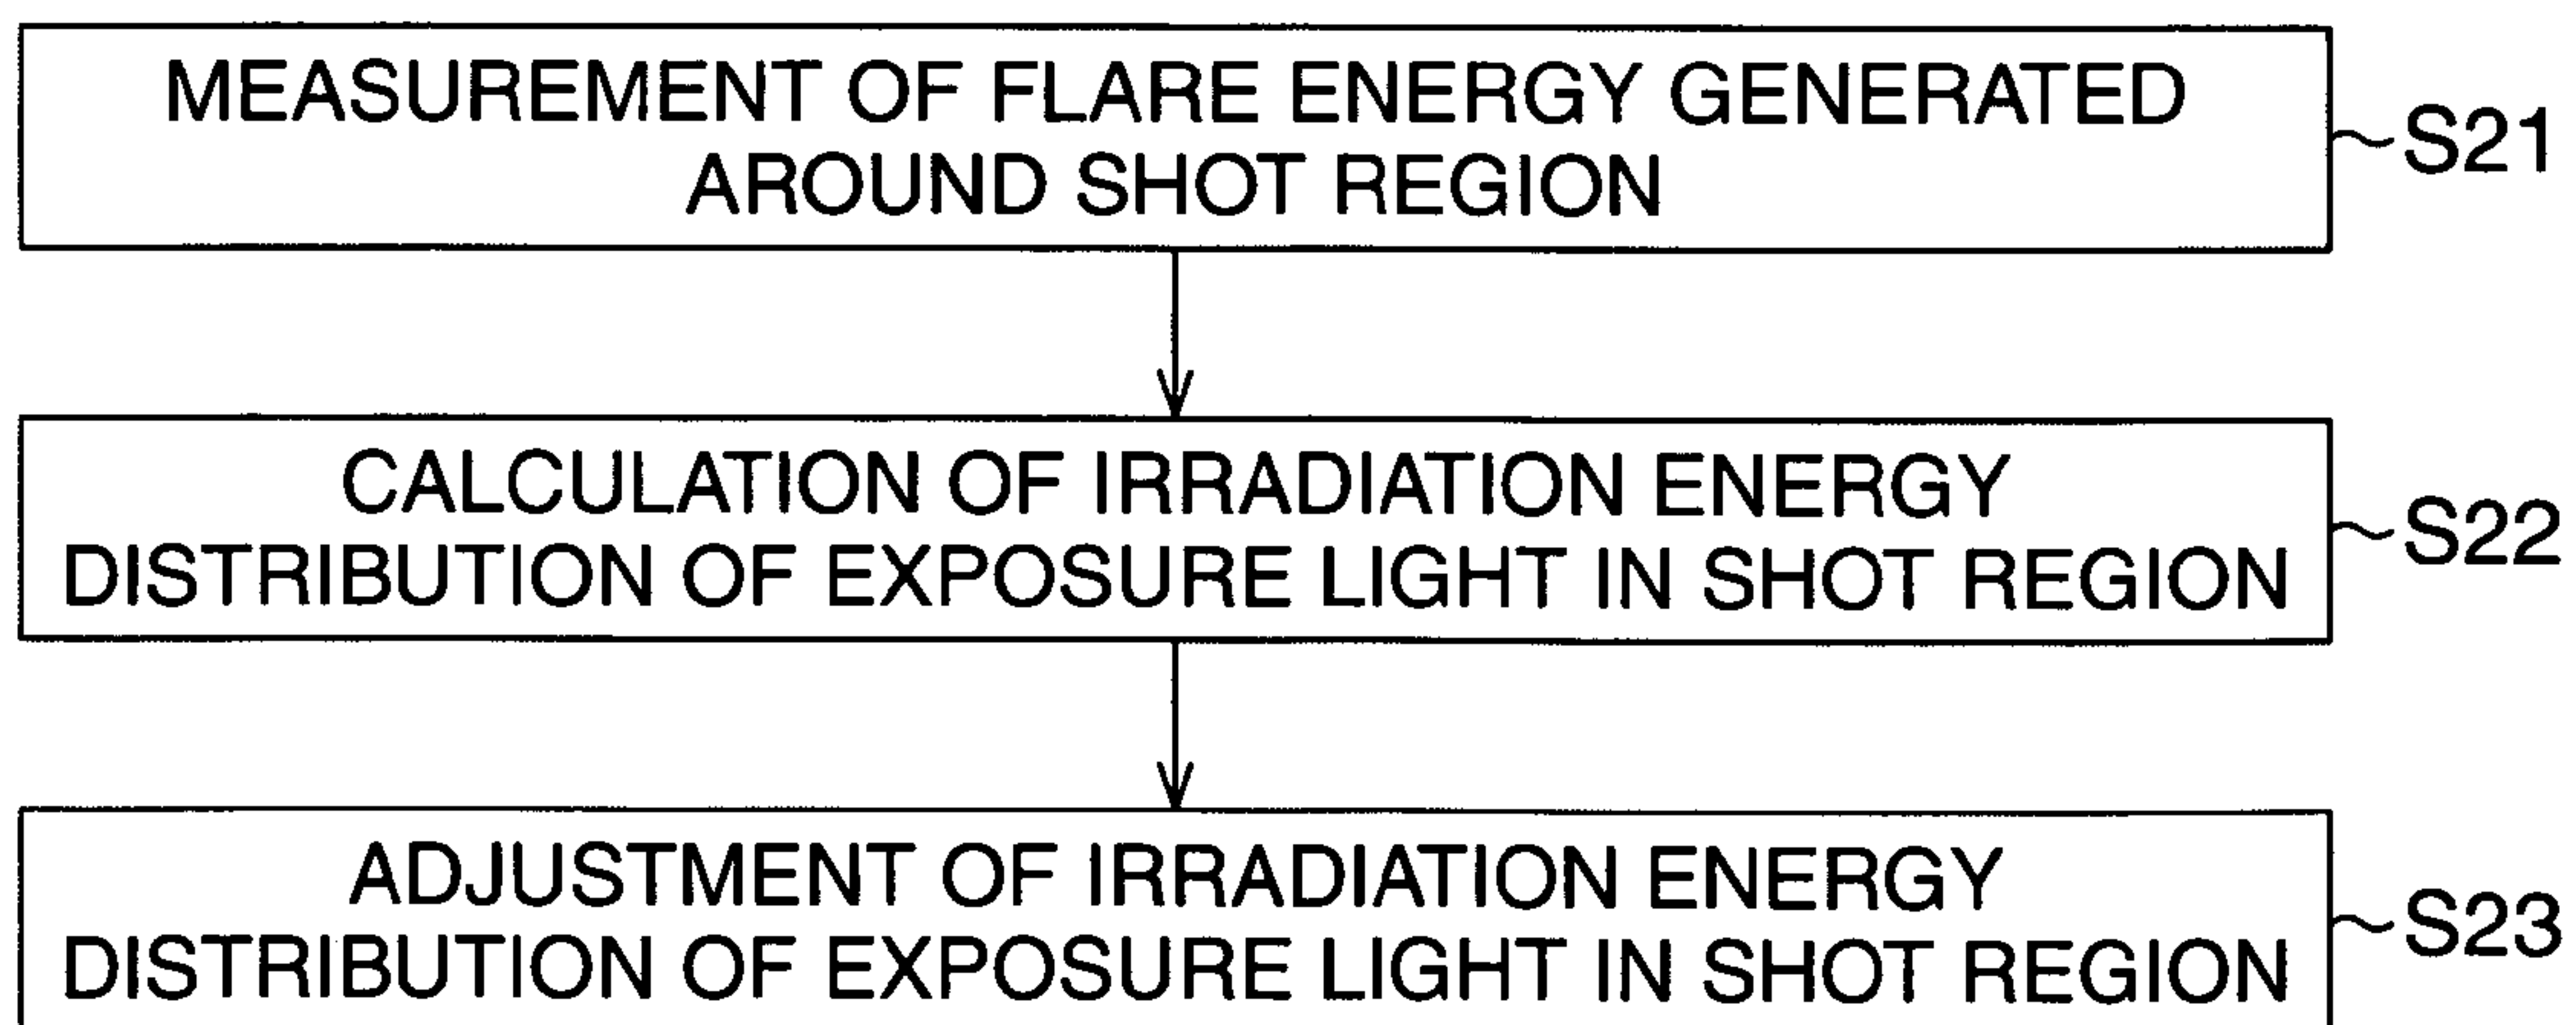 MEASUREMENT OF FLARE ENERGY GENERATED
AROUND SHOT REGION
S21
CALCULATION OF IRRADIATION ENERGY
DISTRIBUTION OF EXPOSURE LIGHT IN SHOT REGION
S22
ADJUSTMENT OF IRRADIATION ENERGY
DISTRIBUTION OF EXPOSURE LIGHT IN SHOT REGION
S23